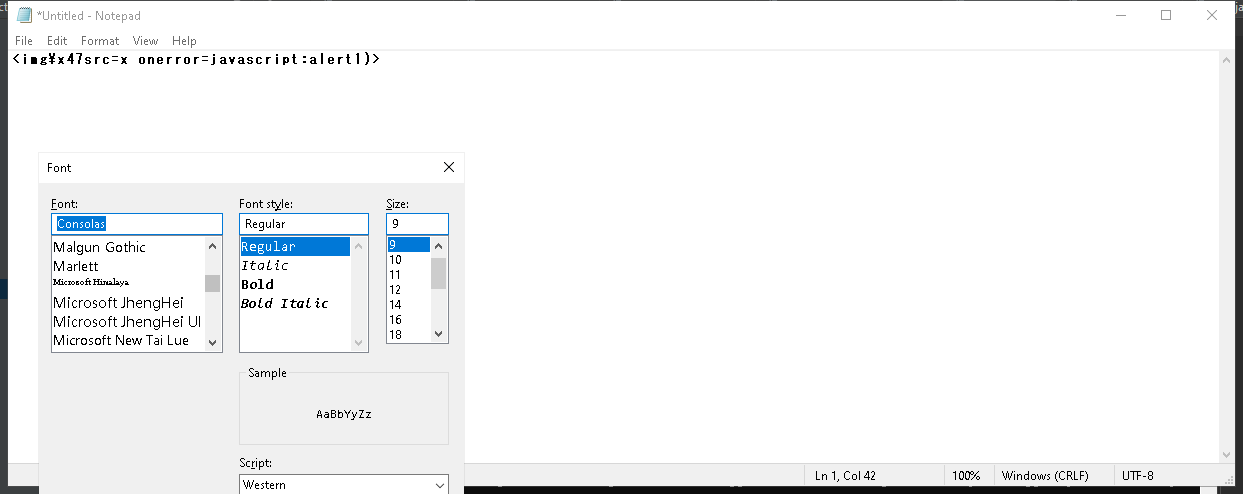 *Untitled - Notepad
File Edit Format View Help
<img¥x47src=x onerror=javascript:alert1)>
Font
Font: Font style: Size:
Consolas Regular 9
Malgun Gothic Regular 9
Marlett Italic 10
Microsoft Himalaya Bold 11
Microsoft JhengHei Bold Italic 12
Microsoft JhengHei UI 14
Microsoft New Tai Lue 16
18
Sample
AaBbYyZz
Script:
Western
Ln 1, Col 42 100% Windows (CRLF) UTF-8